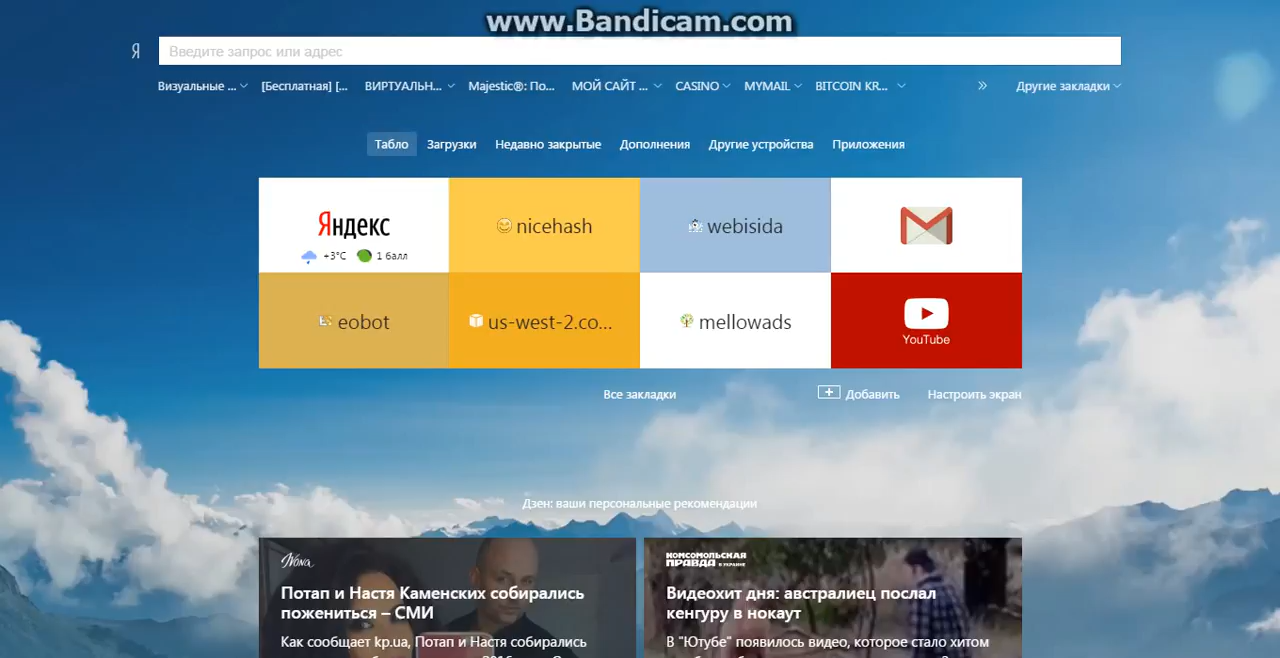 www.Bandicam.com
Я Введите запрос или адрес
Визуальные ... [Бесплатная] [... ВИРТУАЛЬН... Majestic®: По... МОЙ САЙТ ... CASINO MYMAIL BITCOIN KR... » Другие закладки
Табло Загрузки Недавно закрытые Дополнения Другие устройства Приложения
Яндекс
+3°C 1 балл
nicehash
webisida
eobot
us-west-2.co...
mellowads
YouTube
Все закладки Добавить Настроить экран
Дзен: ваши персональные рекомендации
Потап и Настя Каменских собирались
пожениться – СМИ
Как сообщает kp.ua, Потап и Настя собирались
КОМСОМОЛЬСКАЯ
ПРАВДА В УКРАИНЕ
Видеохит дня: австралиец послал
кенгуру в нокаут
В "Ютубе" появилось видео, которое стало хитом